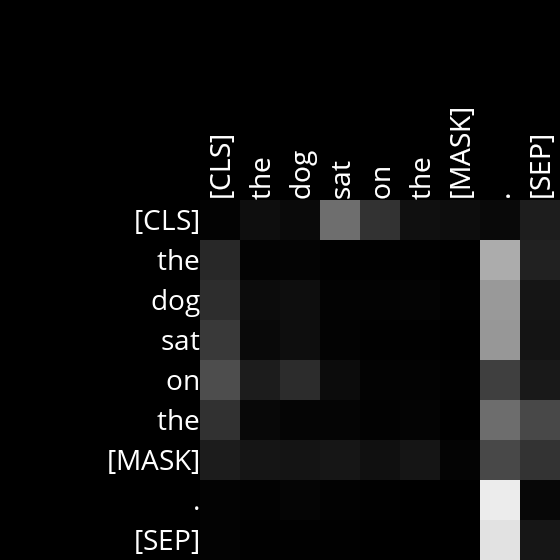 [CLS] the dog sat on the [MASK] . [SEP]
[CLS]
the
dog
sat
on
the
[MASK]
.
[SEP]